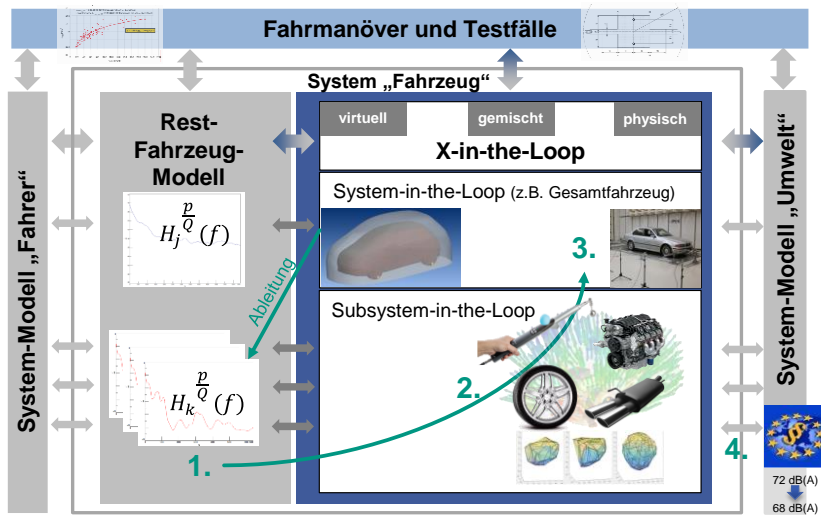 Fahrmanöver und Testfälle
System „Fahrzeug“
System-Modell „Fahrer“
Rest-
Fahrzeug-
Modell
virtuell
gemischt
physisch
X-in-the-Loop
System-in-the-Loop (z.B. Gesamtfahrzeug)
H_j^{p/Q}(f)
3.
Ableitung
Subsystem-in-the-Loop
H_k^{p/Q}(f)
2.
1.
4.
System-Modell „Umwelt“
72 dB(A)
68 dB(A)